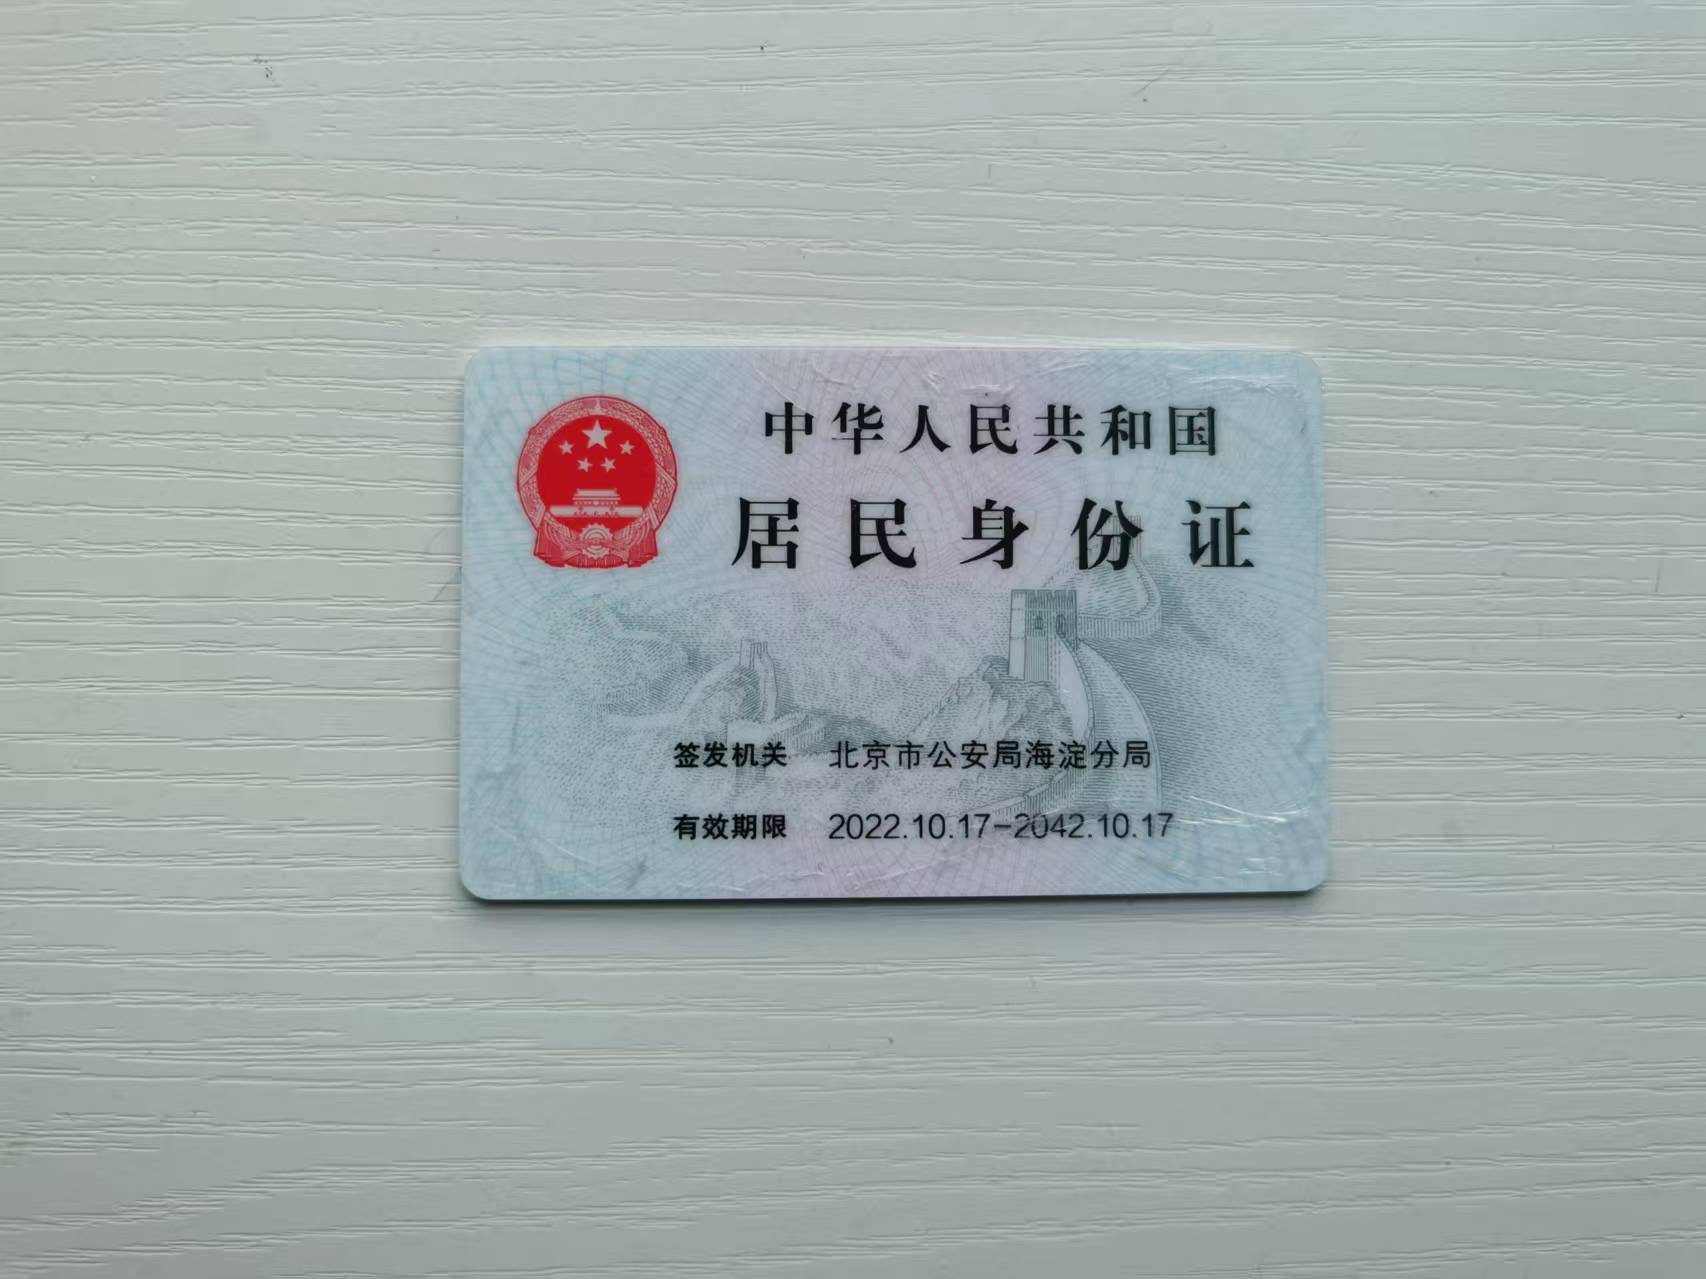 中华人民共和国
居民身份证
签发机关 北京市公安局海淀分局
有效期限 2022.10.17-2042.10.17